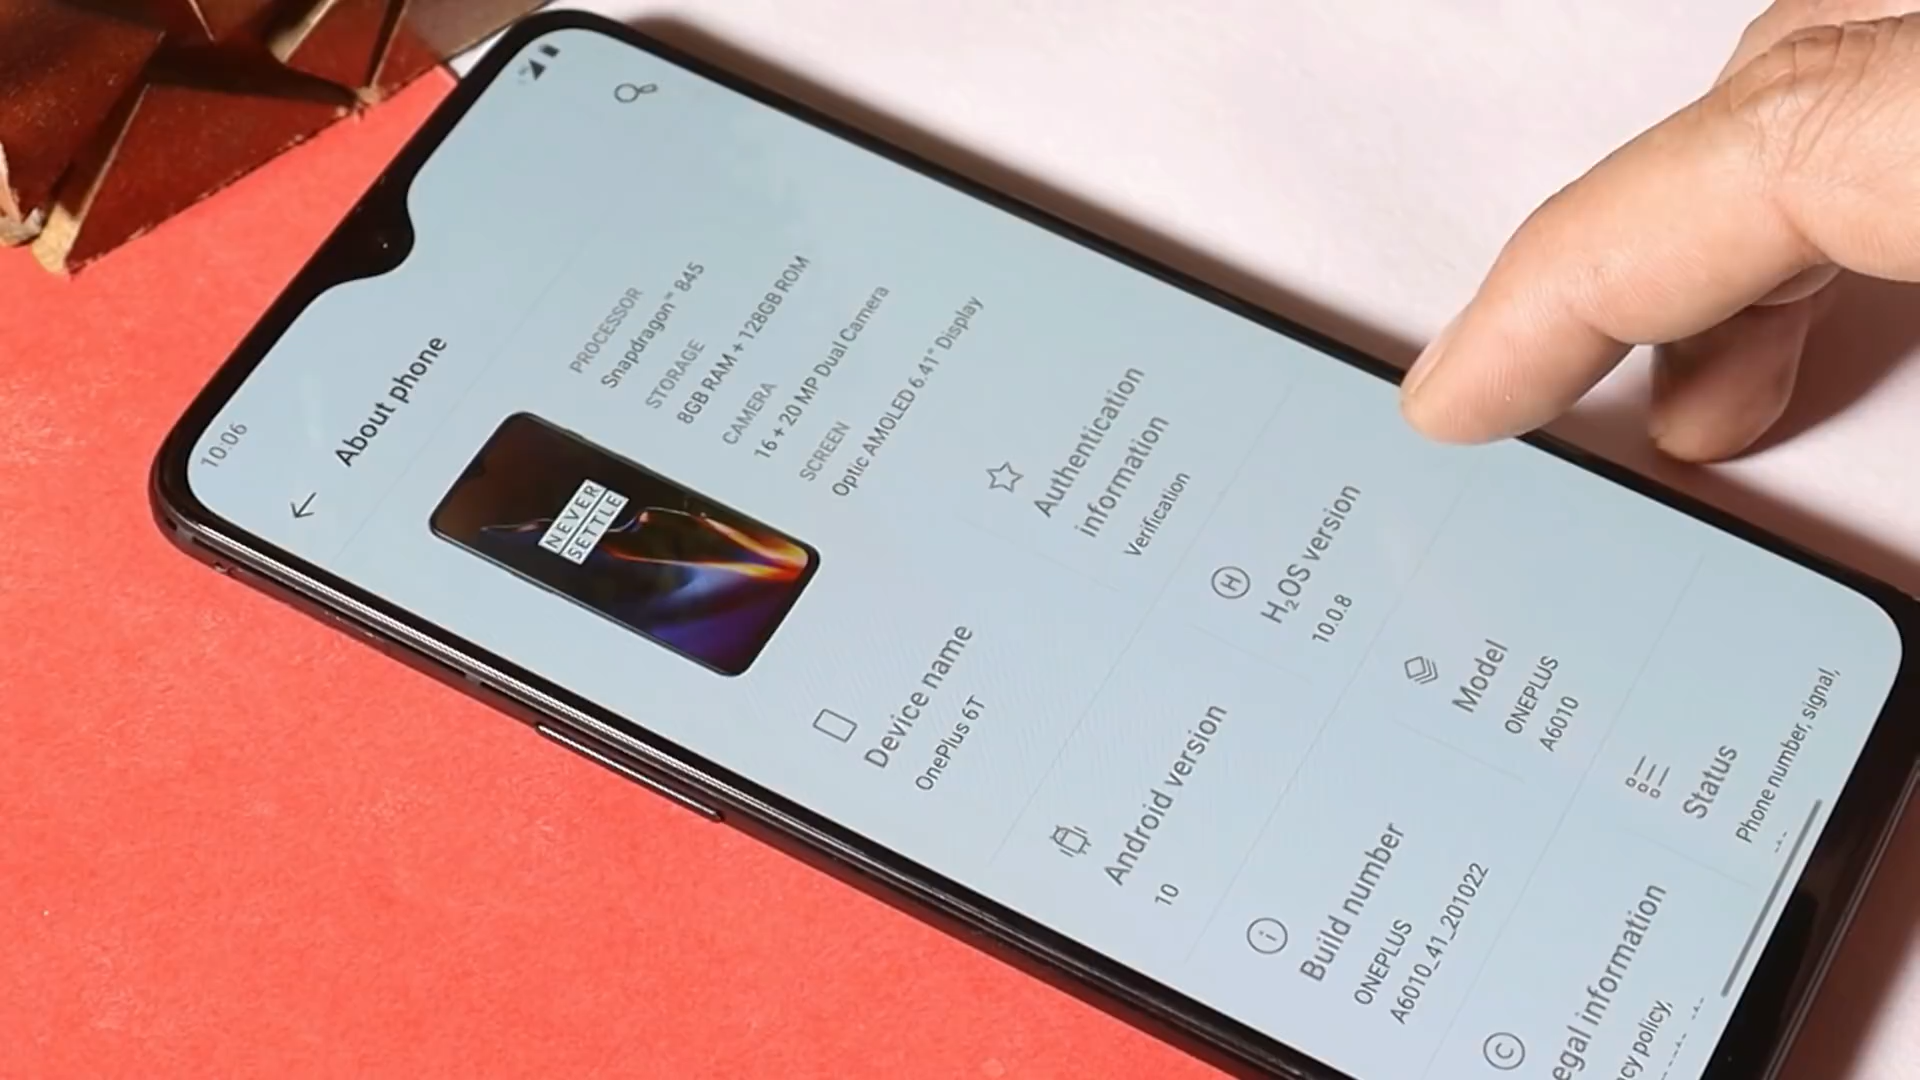 10:06
About phone
NEVER
SETTLE
PROCESSOR
Snapdragon™ 845
STORAGE
8GB RAM + 128GB ROM
CAMERA
16 + 20 MP Dual Camera
SCREEN
Optic AMOLED 6.41" Display
Device name
OnePlus 6T
Authentication
information
Verification
Android version
10
H₂OS version
10.0.8
Build number
ONEPLUS
A6010_41_201022
Model
ONEPLUS
A6010
egal information
cy policy,
Status
Phone number, signal,